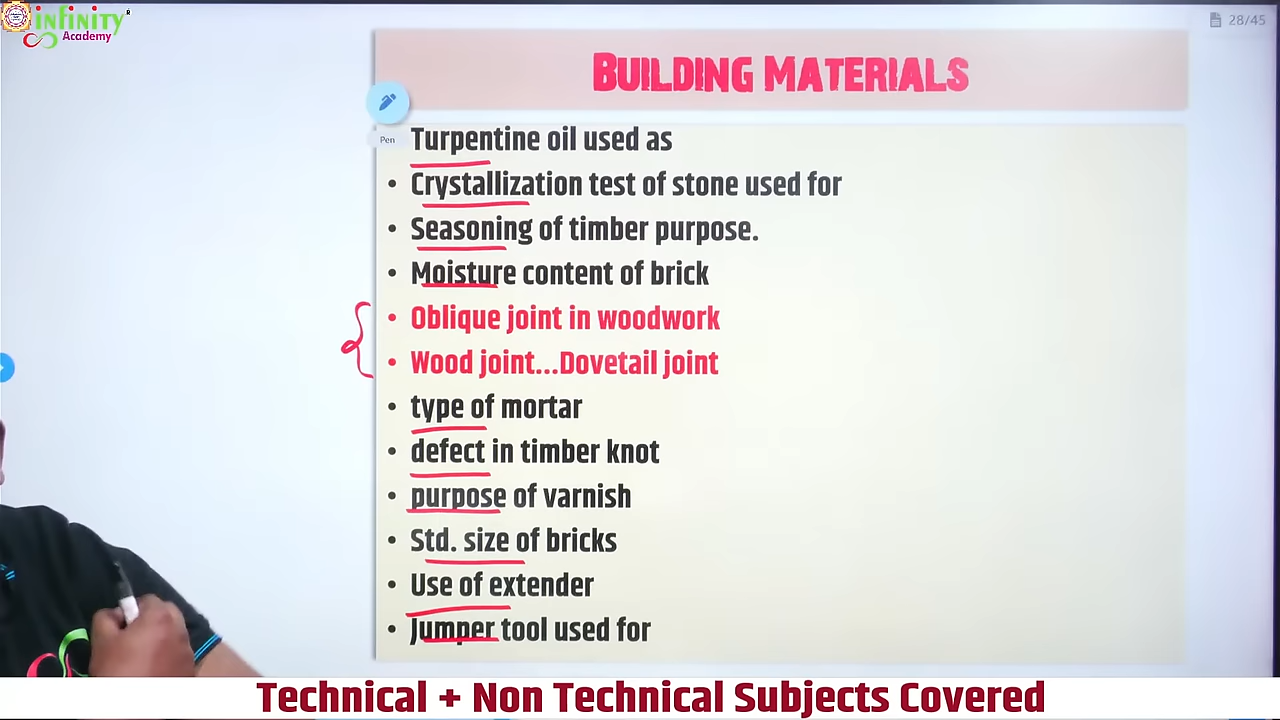 infinity
Academy
28/45
BUILDING MATERIALS
Pen
Turpentine oil used as
• Crystallization test of stone used for
• Seasoning of timber purpose.
• Moisture content of brick
• Oblique joint in woodwork
• Wood joint...Dovetail joint
• type of mortar
• defect in timber knot
• purpose of varnish
• Std. size of bricks
• Use of extender
• Jumper tool used for
Technical + Non Technical Subjects Covered